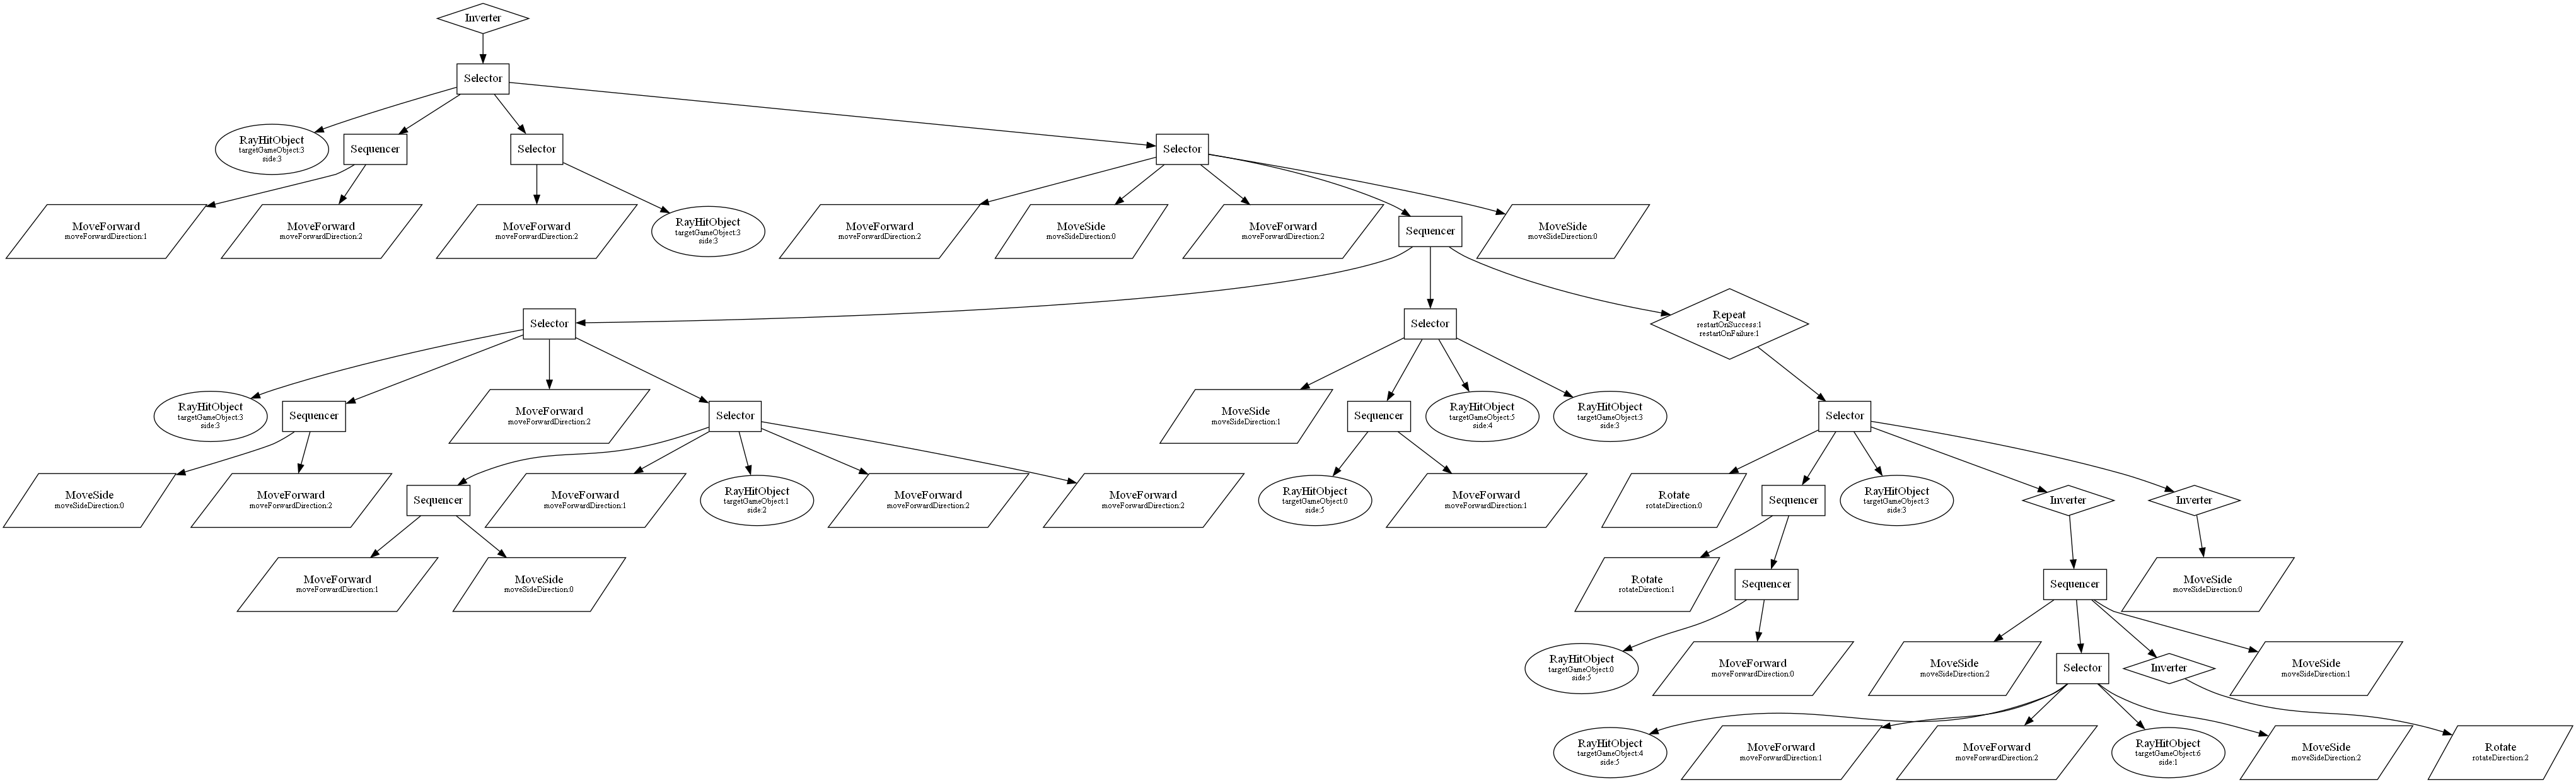 Inverter
Selector
RayHitObject
targetGameObject:3
side:3
Sequencer
Selector
Selector
MoveForward
moveForwardDirection:1
MoveForward
moveForwardDirection:2
MoveForward
moveForwardDirection:2
RayHitObject
targetGameObject:3
side:3
MoveForward
moveForwardDirection:2
MoveSide
moveSideDirection:0
MoveForward
moveForwardDirection:2
Sequencer
MoveSide
moveSideDirection:0
Selector
Selector
Repeat
restartOnSuccess:1
restartOnFailure:1
RayHitObject
targetGameObject:3
side:3
Sequencer
MoveForward
moveForwardDirection:2
Selector
MoveSide
moveSideDirection:1
Sequencer
RayHitObject
targetGameObject:5
side:4
RayHitObject
targetGameObject:3
side:3
Selector
MoveSide
moveSideDirection:0
MoveForward
moveForwardDirection:2
Sequencer
MoveForward
moveForwardDirection:1
RayHitObject
targetGameObject:1
side:2
MoveForward
moveForwardDirection:2
MoveForward
moveForwardDirection:2
RayHitObject
targetGameObject:0
side:5
MoveForward
moveForwardDirection:1
Rotate
rotateDirection:0
Sequencer
RayHitObject
targetGameObject:3
side:3
Inverter
Inverter
MoveForward
moveForwardDirection:1
MoveSide
moveSideDirection:0
Rotate
rotateDirection:1
Sequencer
Sequencer
MoveSide
moveSideDirection:0
RayHitObject
targetGameObject:0
side:5
MoveForward
moveForwardDirection:0
MoveSide
moveSideDirection:2
Selector
Inverter
MoveSide
moveSideDirection:1
RayHitObject
targetGameObject:4
side:5
MoveForward
moveForwardDirection:1
MoveForward
moveForwardDirection:2
RayHitObject
targetGameObject:6
side:1
MoveSide
moveSideDirection:2
Rotate
rotateDirection:2